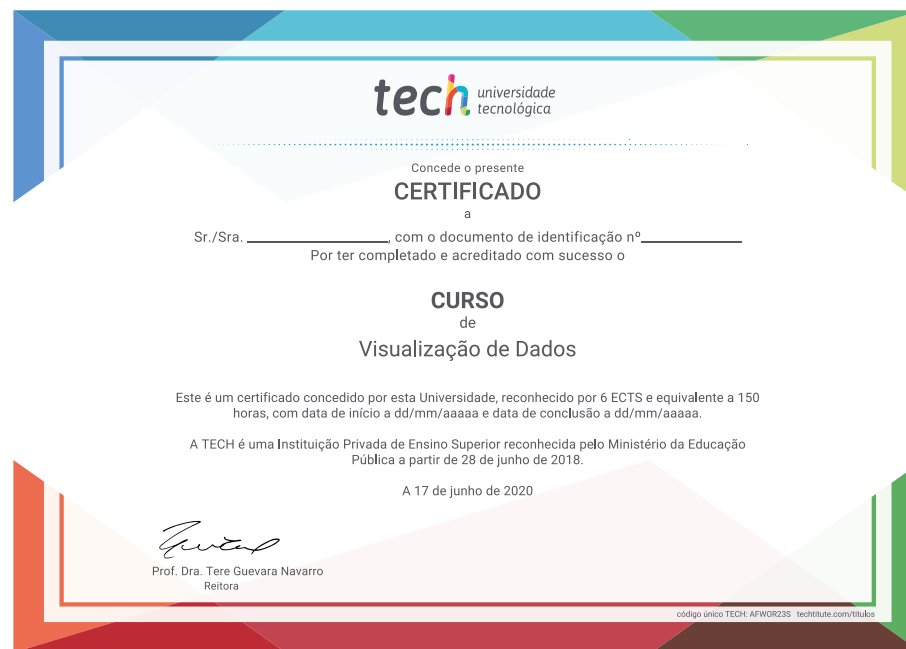 tech universidade
tecnológica
Concede o presente
CERTIFICADO
a
Sr./Sra. ____________________, com o documento de identificação nº______________
Por ter completado e acreditado com sucesso o
CURSO
de
Visualização de Dados
Este é um certificado concedido por esta Universidade, reconhecido por 6 ECTS e equivalente a 150
horas, com data de início a dd/mm/aaaaa e data de conclusão a dd/mm/aaaaa.
A TECH é uma Instituição Privada de Ensino Superior reconhecida pelo Ministério da Educação
Pública a partir de 28 de junho de 2018.
A 17 de junho de 2020
Prof. Dra. Tere Guevara Navarro
Reitora
código único TECH: AFWOR23S techtitute.com/titulos